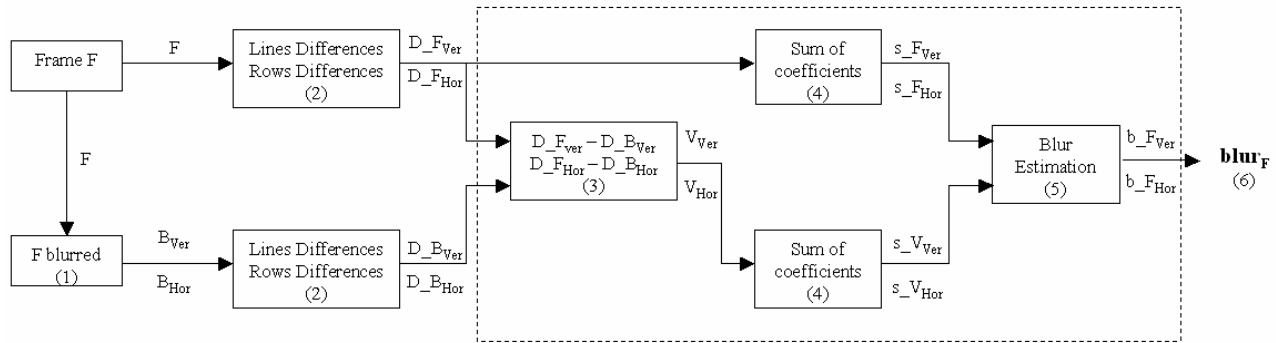 Frame F
F
Lines Differences
Rows Differences
(2)
D_F_Ver
D_F_Hor
Sum of
coefficients
(4)
s_F_Ver
s_F_Hor
F
D_F_ver – D_B_Ver
D_F_Hor – D_B_Hor
(3)
V_Ver
V_Hor
Blur
Estimation
(5)
b_F_Ver
b_F_Hor
blur_F
(6)
F blurred
(1)
B_Ver
B_Hor
Lines Differences
Rows Differences
(2)
D_B_Ver
D_B_Hor
Sum of
coefficients
(4)
s_V_Ver
s_V_Hor